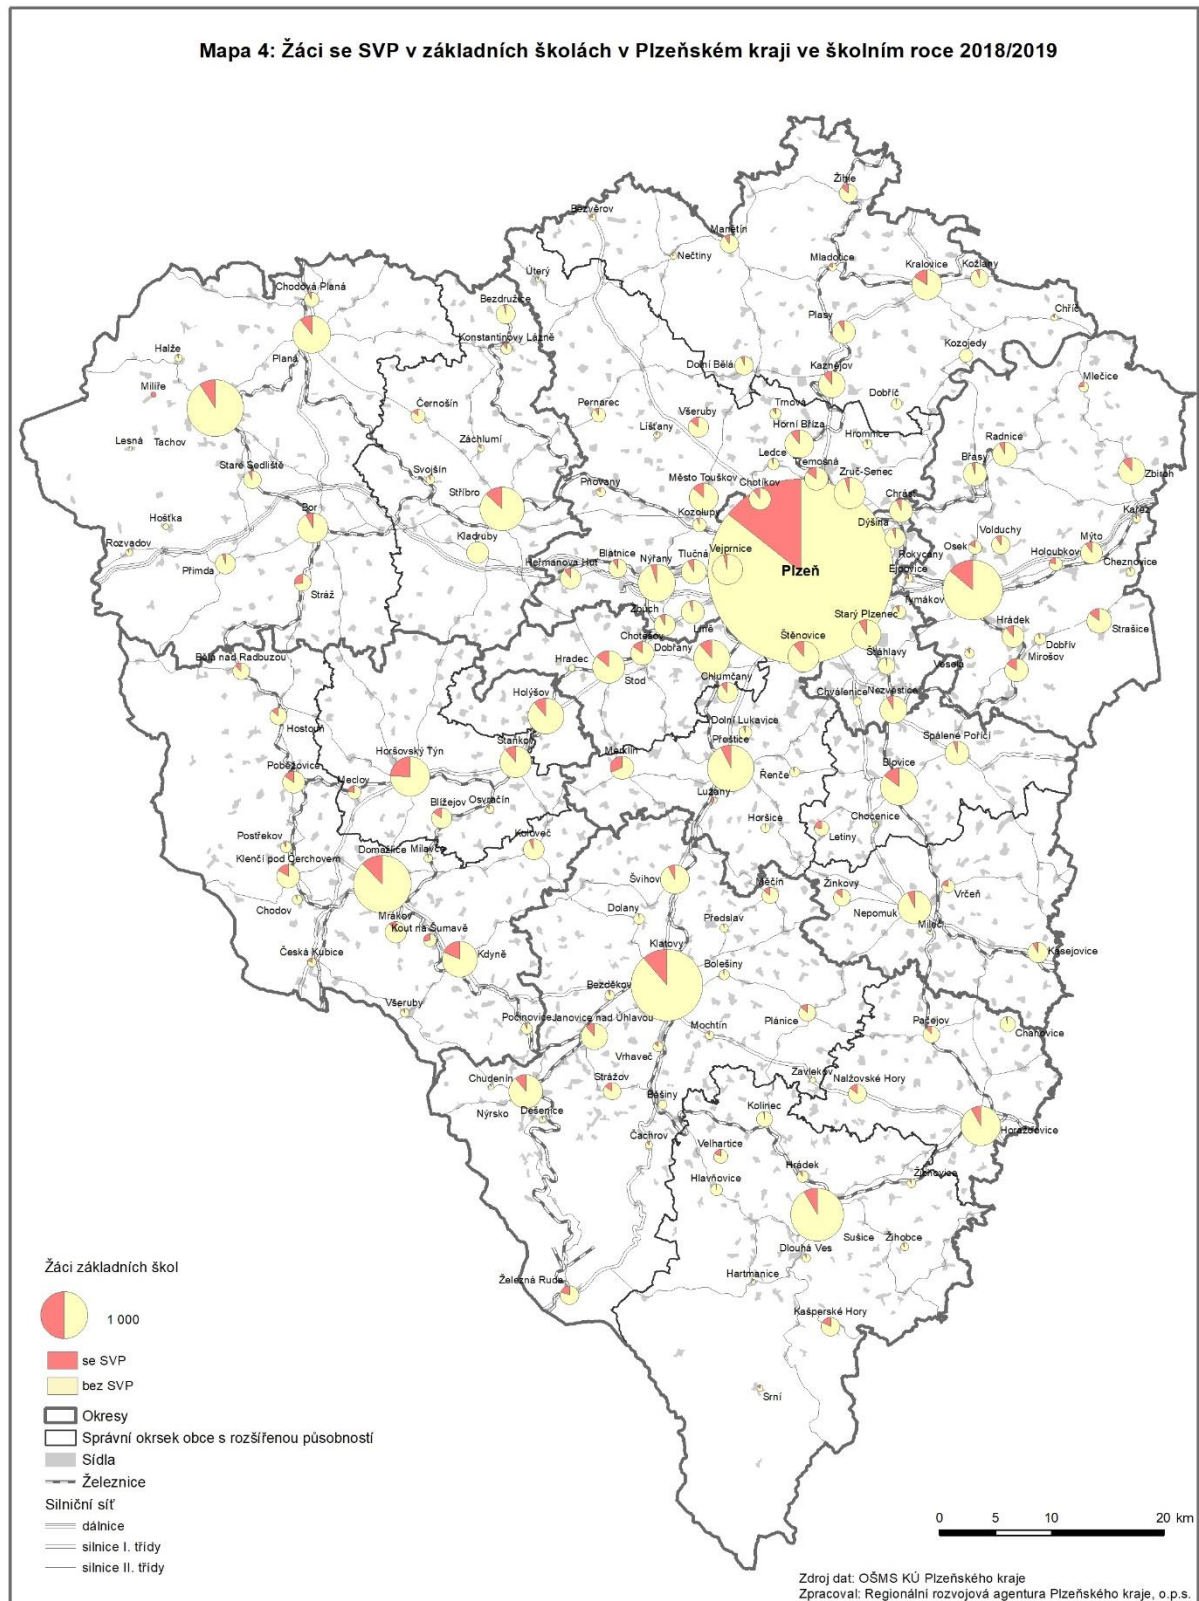 Mapa 4: Žáci se SVP v základních školách v Plzeňském kraji ve školním roce 2018/2019
Žihle
Bezvěrov
Manětín
Nečtiny
Mladotice
Kralovice
Kožlany
Úterý
Chodová Planá
Bezdružice
Chříč
Plasy
Konstantinovy Lázně
Halže
Planá
Kozojedy
Dolní Bělá
Kaznějov
Mlečice
Milíře
Dobříč
Černošín
Pernarec
Všeruby
Trnová
Líšťany
Horní Bříza
Hromnice
Lesná
Tachov
Záchlumí
Radnice
Ledce
Břasy
Staré Sedliště
Svojšín
Třemošná
Zruč-Senec
Zbiroh
Město Touškov
Chotíkov
Stříbro
Pňovany
Chrást
Bor
Kozolupy
Kařez
Hošťka
Dýšina
Volduchy
Kladruby
Osek
Mýto
Rozvadov
Blatnice
Nýřany
Tlučná
Vejprnice
Rokycany
Holoubkov
Heřmanova Huť
Ejpovice
Cheznovice
Přimda
Plzeň
Stráž
Tymákov
Zbůch
Líně
Starý Plzenec
Strašice
Chotěšov
Hrádek
Dobřany
Štěnovice
Dobřív
Šťáhlavy
Veselá
Mirošov
Bělá nad Radbuzou
Hradec
Stod
Chlumčany
Holýšov
Chválenice
Nezvěstice
Hostouň
Dolní Lukavice
Staňkov
Přeštice
Spálené Poříčí
Horšovský Týn
Merklín
Poběžovice
Blovice
Řenče
Mečloy
Lužany
Blížejov
Osvračín
Chocenice
Horšice
Letiny
Postřekov
Koloveč
Domažlice
Milavče
Klenčí pod Čerchovem
Švihov
Měčín
Žinkovy
Vrčeň
Chodov
Mrákov
Dolany
Nepomuk
Předslav
Kout na Šumavě
Mileč
Klatovy
Česká Kubice
Kdyně
Kasejovice
Bolešiny
Bezděkov
Všeruby
Počínovice
Janovice nad Úhlavou
Plánice
Pačejov
Chanovice
Mochtín
Vrhaveč
Chudenín
Strážov
Zavlekov
Nalžovské Hory
Běšiny
Nýrsko
Dešenice
Kolinec
Horažďovice
Čachrov
Velhartice
Hrádek
Žichovice
Hlavňovice
Sušice
Žihobce
Dlouhá Ves
Železná Ruda
Hartmanice
Kašperské Hory
Srní
Žáci základních škol
1 000
se SVP
bez SVP
Okresy
Správní okrsek obce s rozšířenou působností
Sídla
Železnice
Silniční síť
dálnice
silnice I. třídy
silnice II. třídy
0 5 10 20 km
Zdroj dat: OŠMS KÚ Plzeňského kraje
Zpracoval: Regionální rozvojová agentura Plzeňského kraje, o.p.s.